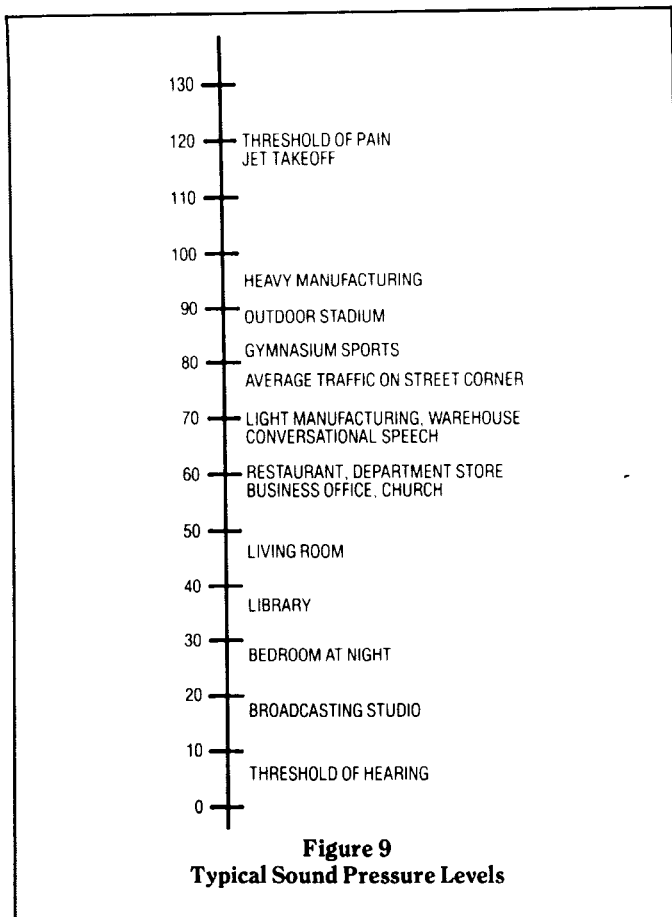 130
120 THRESHOLD OF PAIN
JET TAKEOFF
110
100
HEAVY MANUFACTURING
90
OUTDOOR STADIUM
GYMNASIUM SPORTS
80
AVERAGE TRAFFIC ON STREET CORNER
70 LIGHT MANUFACTURING, WAREHOUSE
CONVERSATIONAL SPEECH
60 RESTAURANT, DEPARTMENT STORE
BUSINESS OFFICE, CHURCH
50
LIVING ROOM
40
LIBRARY
30
BEDROOM AT NIGHT
20
BROADCASTING STUDIO
10
THRESHOLD OF HEARING
0
Figure 9
Typical Sound Pressure Levels